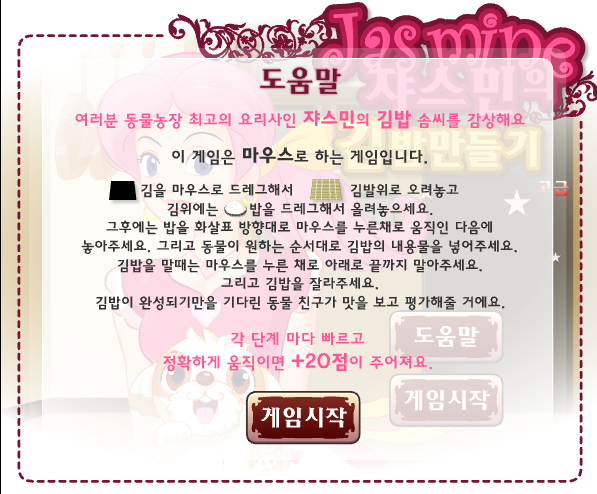 Jasmine
쟈스민의
김밥만들기
도움말
여러분 동물농장 최고의 요리사인 쟈스민의 김밥 솜씨를 감상해요
이 게임은 마우스로 하는 게임입니다.
김을 마우스로 드레그해서 김발위로 오려놓고
김위에는 밥을 드레그해서 올려놓으세요.
그후에는 밥을 화살표 방향대로 마우스를 누른채로 움직인 다음에
놓아주세요. 그리고 동물이 원하는 순서대로 김밥의 내용물을 넣어주세요.
김밥을 말때는 마우스를 누른 채로 아래로 끝까지 말아주세요.
그리고 김밥을 잘라주세요.
김밥이 완성되기만을 기다린 동물 친구가 맛을 보고 평가해줄 거에요.
각 단계 마다 빠르고
정확하게 움직이면 +20점이 주어져요.
고급
도움말
게임시작
게임시작